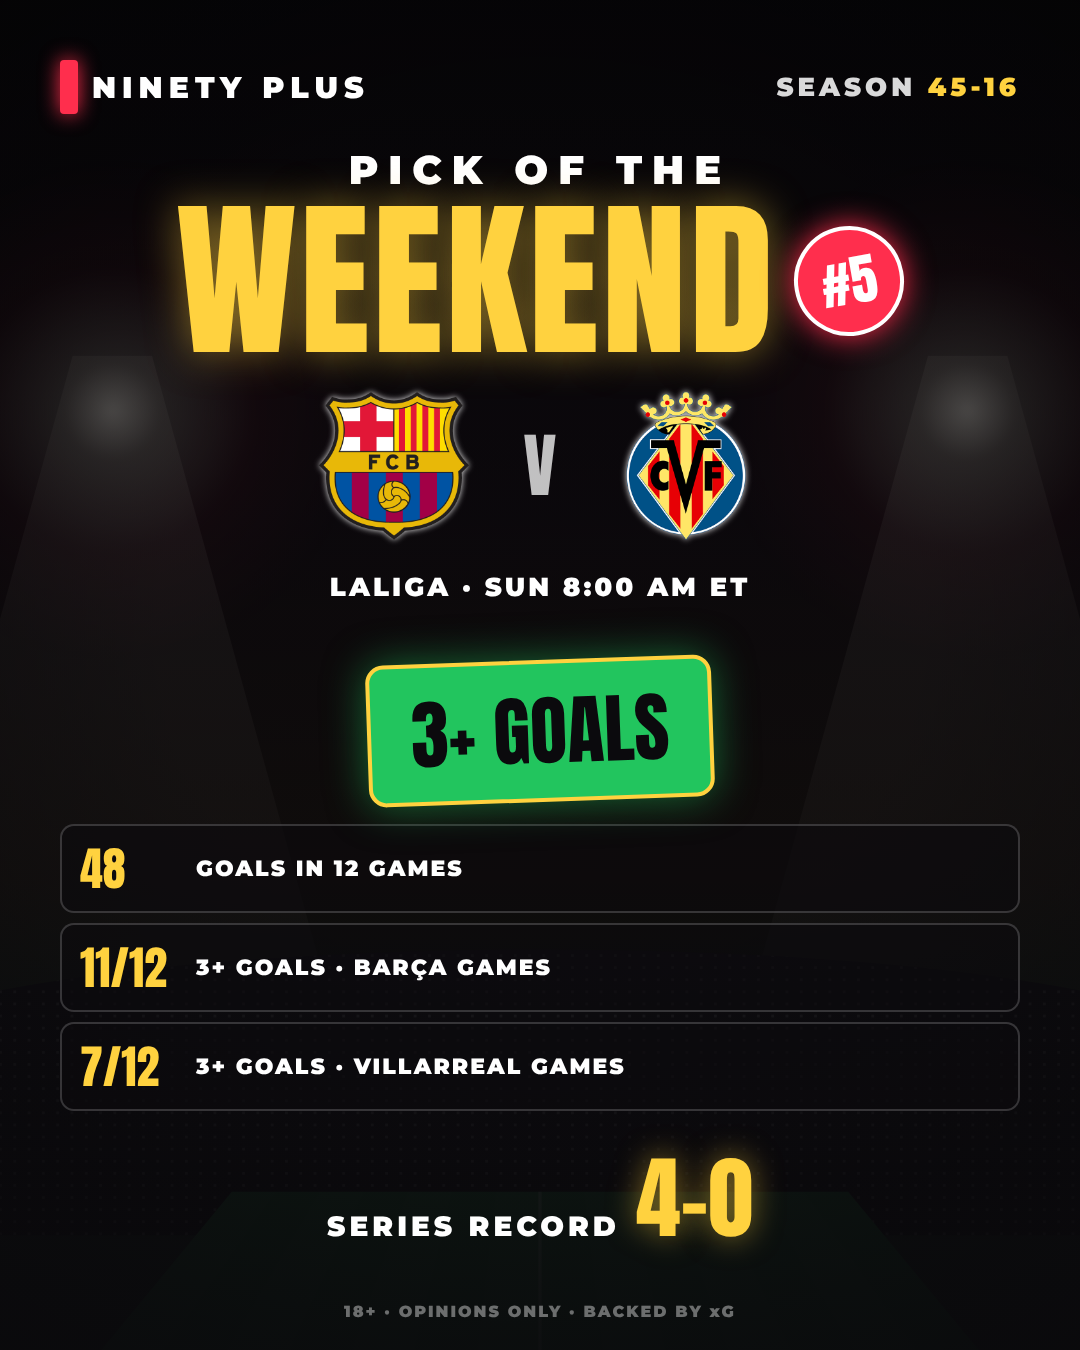 NINETY PLUS
SEASON 45-16
PICK OF THE
WEEKEND
#5
FCB
V
CVF
LALIGA · SUN 8:00 AM ET
3+ GOALS
48 GOALS IN 12 GAMES
11/12 3+ GOALS · BARÇA GAMES
7/12 3+ GOALS · VILLARREAL GAMES
SERIES RECORD 4-0
18+ · OPINIONS ONLY · BACKED BY xG